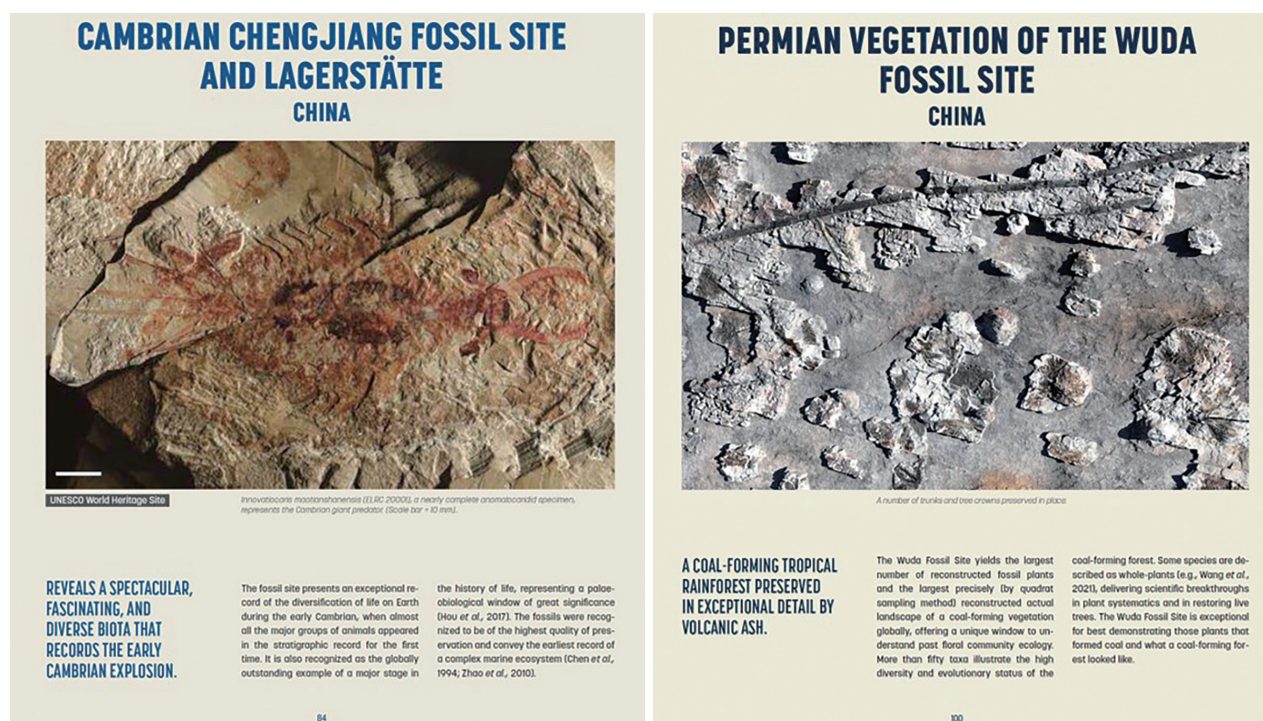 CAMBRIAN CHENGJIANG FOSSIL SITE
AND LAGERSTÄTTE
CHINA
UNESCO World Heritage Site
Innovatiocaris maotianshanensis (ELRC 20001), a nearly complete anomalocaridid specimen,
represents the Cambrian giant predator. (Scale bar = 10 mm).
REVEALS A SPECTACULAR,
FASCINATING, AND
DIVERSE BIOTA THAT
RECORDS THE EARLY
CAMBRIAN EXPLOSION.
The fossil site presents an exceptional re-
cord of the diversification of life on Earth
during the early Cambrian, when almost
all the major groups of animals appeared
in the stratigraphic record for the first
time. It is also recognized as the globally
outstanding example of a major stage in
the history of life, representing a palae-
obiological window of great significance
(Hou et al., 2017). The fossils were recog-
nized to be of the highest quality of pres-
ervation and convey the earliest record of
a complex marine ecosystem (Chen et al.,
1994; Zhao et al., 2010).
84
PERMIAN VEGETATION OF THE WUDA
FOSSIL SITE
CHINA
A number of trunks and tree crowns preserved in place.
A COAL-FORMING TROPICAL
RAINFOREST PRESERVED
IN EXCEPTIONAL DETAIL BY
VOLCANIC ASH.
The Wuda Fossil Site yields the largest
number of reconstructed fossil plants
and the largest precisely (by quadrat
sampling method) reconstructed actual
landscape of a coal-forming vegetation
globally, offering a unique window to un-
derstand past floral community ecology.
More than fifty taxa illustrate the high
diversity and evolutionary status of the
coal-forming forest. Some species are de-
scribed as whole-plants (e.g., Wang et al.,
2021), delivering scientific breakthroughs
in plant systematics and in restoring live
trees. The Wuda Fossil Site is exceptional
for best demonstrating those plants that
formed coal and what a coal-forming for-
est looked like.
100